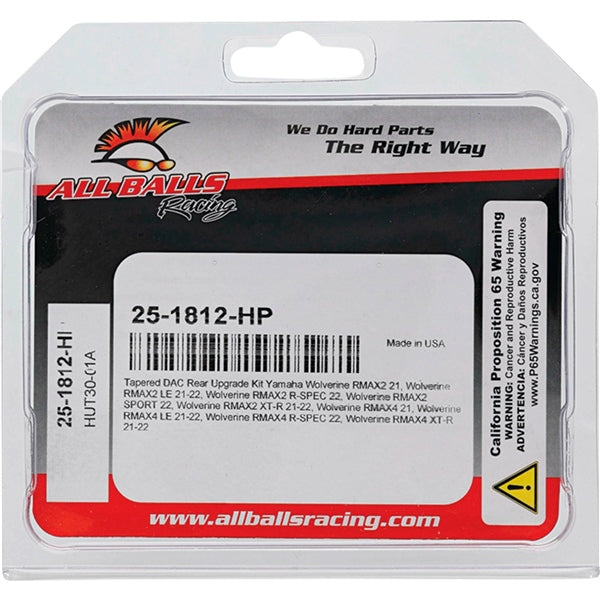 We Do Hard Parts
The Right Way
ALL BALLS
Racing
25-1812-HP
Made in USA
Tapered DAC Rear Upgrade Kit Yamaha Wolverine RMAX2 21, Wolverine
RMAX2 LE 21-22, Wolverine RMAX2 R-SPEC 22, Wolverine RMAX2
SPORT 22, Wolverine RMAX2 XT-R 21-22, Wolverine RMAX4 21, Wolverine
RMAX4 LE 21-22, Wolverine RMAX4 R-SPEC 22, Wolverine RMAX4 XT-R
21-22
25-1812-H
HUT30-01A
California Proposition 65 Warning
WARNING: Cancer and Reproductive Harm
ADVERTENCIA: Cáncer y Daños Reproductivos
www.P65Warnings.ca.gov
www.allballsracing.com